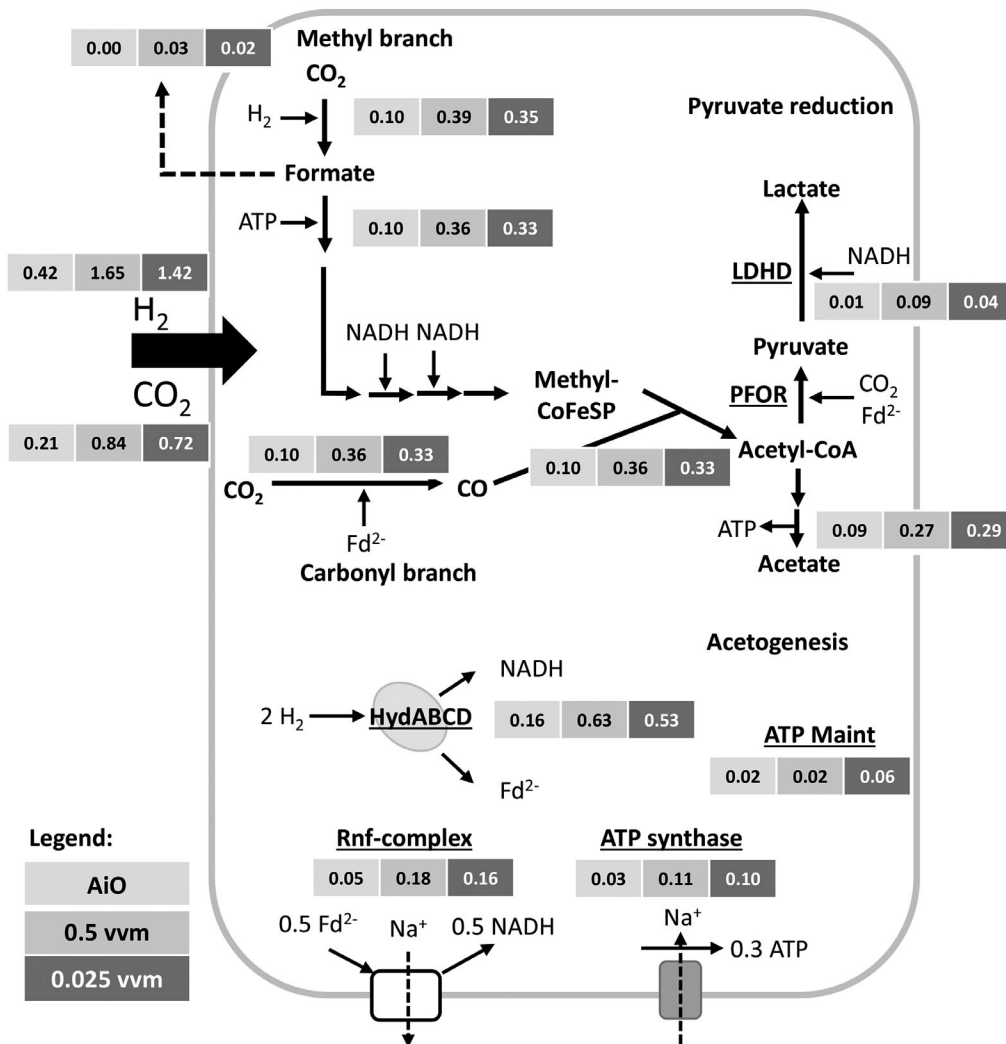 0.00 0.03 0.02
Methyl branch
CO₂
H₂
0.10 0.39 0.35
Pyruvate reduction
Formate
Lactate
ATP
0.10 0.36 0.33
0.42 1.65 1.42
H₂
LDHD
NADH
0.01 0.09 0.04
NADH NADH
Pyruvate
CO₂
Methyl-
CoFeSP
PFOR
CO₂
Fd²⁻
0.21 0.84 0.72
0.10 0.36 0.33
0.10 0.36 0.33
Acetyl-CoA
CO₂
CO
ATP
0.09 0.27 0.29
Fd²⁻
Carbonyl branch
Acetate
Acetogenesis
NADH
2 H₂
HydABCD
0.16 0.63 0.53
ATP Maint
0.02 0.02 0.06
Fd²⁻
Legend:
AiO
0.5 vvm
0.025 vvm
Rnf-complex
0.05 0.18 0.16
0.5 Fd²⁻
Na⁺
0.5 NADH
ATP synthase
0.03 0.11 0.10
Na⁺
0.3 ATP